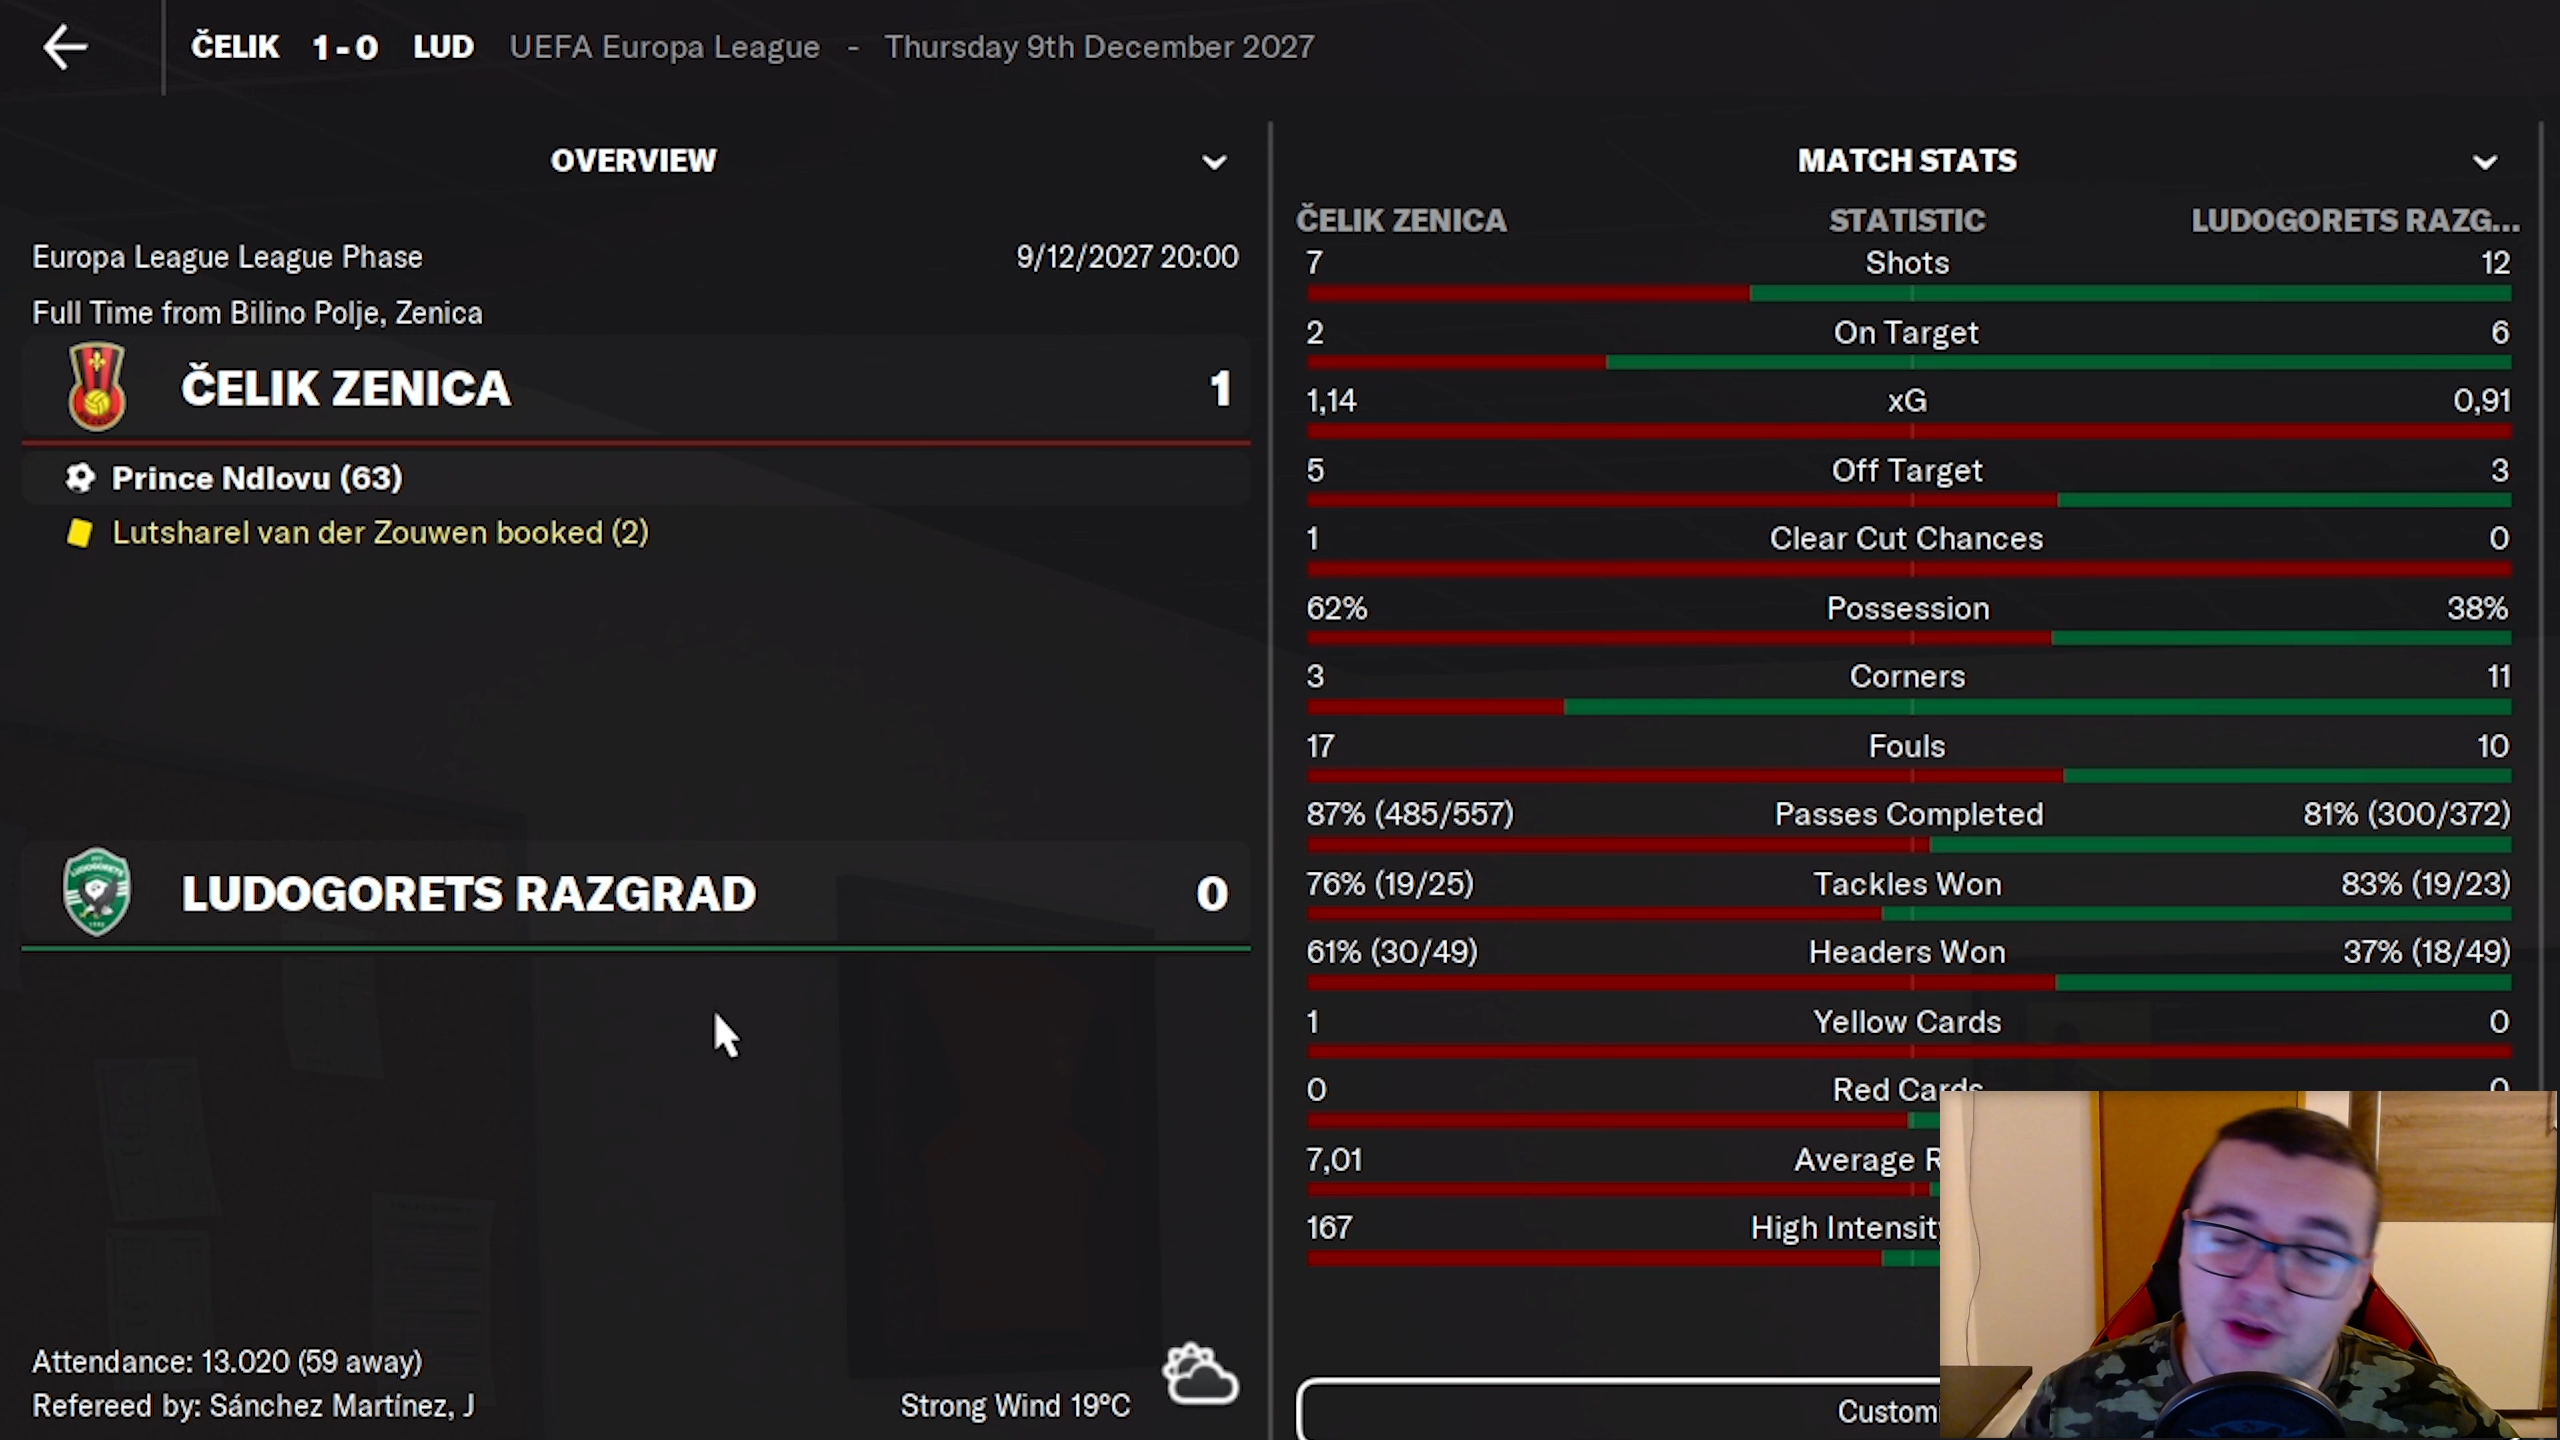 ČELIK 1 - 0 LUD UEFA Europa League - Thursday 9th December 2027
OVERVIEW
Europa League League Phase 9/12/2027 20:00
Full Time from Bilino Polje, Zenica
ČELIK ZENICA 1
Prince Ndlovu (63)
Lutsharel van der Zouwen booked (2)
LUDOGORETS RAZGRAD 0
Attendance: 13.020 (59 away)
Refereed by: Sánchez Martínez, J
Strong Wind 19°C
MATCH STATS
ČELIK ZENICA STATISTIC LUDOGORETS RAZG...
7 Shots 12
2 On Target 6
1,14 xG 0,91
5 Off Target 3
1 Clear Cut Chances 0
62% Possession 38%
3 Corners 11
17 Fouls 10
87% (485/557) Passes Completed 81% (300/372)
76% (19/25) Tackles Won 83% (19/23)
61% (30/49) Headers Won 37% (18/49)
1 Yellow Cards 0
0 Red Cards 0
7,01 Average R
167 High Intensity
Customi